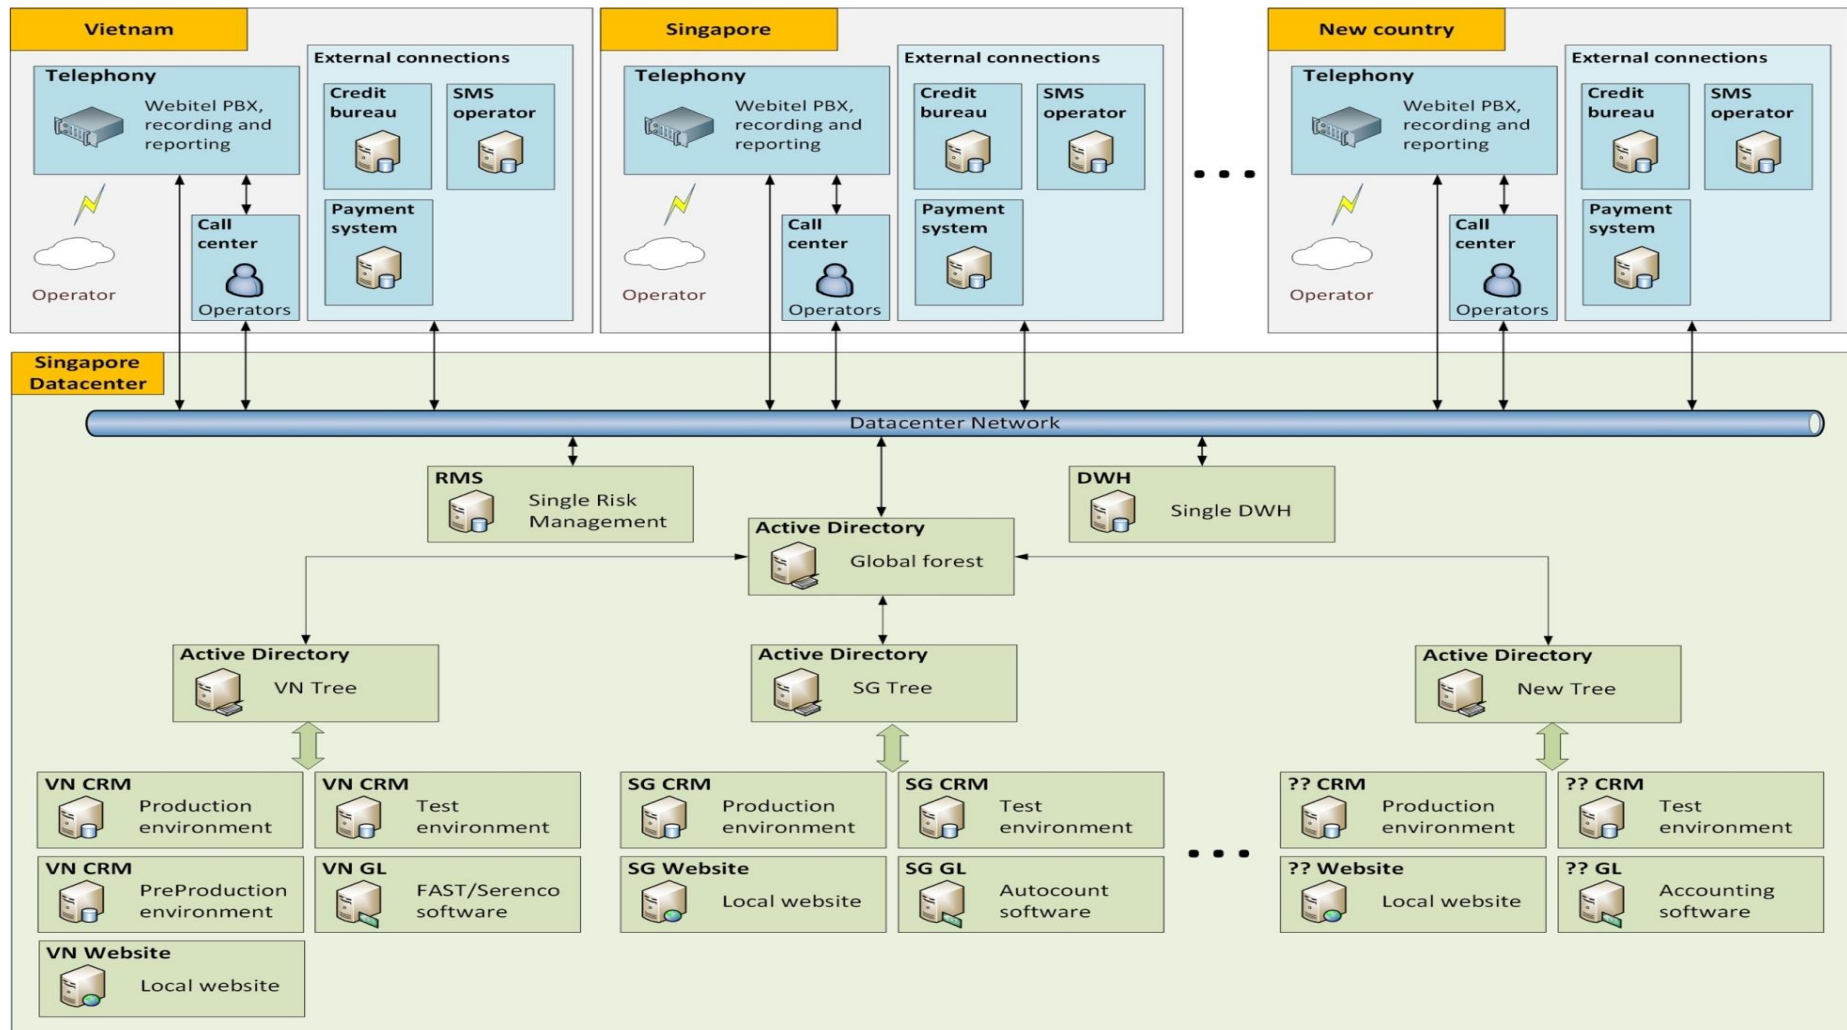 Vietnam
Telephony
Webitel PBX,
recording and
reporting
Operator
Call
center
Operators
External connections
Credit
bureau
SMS
operator
Payment
system
Singapore
Telephony
Webitel PBX,
recording and
reporting
Operator
Call
center
Operators
External connections
Credit
bureau
SMS
operator
Payment
system
...
New country
Telephony
Webitel PBX,
recording and
reporting
Operator
Call
center
Operators
External connections
Credit
bureau
SMS
operator
Payment
system
Singapore
Datacenter
Datacenter Network
RMS
Single Risk
Management
DWH
Single DWH
Active Directory
Global forest
Active Directory
VN Tree
Active Directory
SG Tree
Active Directory
New Tree
VN CRM
Production
environment
VN CRM
Test
environment
VN CRM
PreProduction
environment
VN GL
FAST/Serenco
software
VN Website
Local website
SG CRM
Production
environment
SG CRM
Test
environment
SG Website
Local website
SG GL
Autocount
software
...
?? CRM
Production
environment
?? CRM
Test
environment
?? Website
Local website
?? GL
Accounting
software